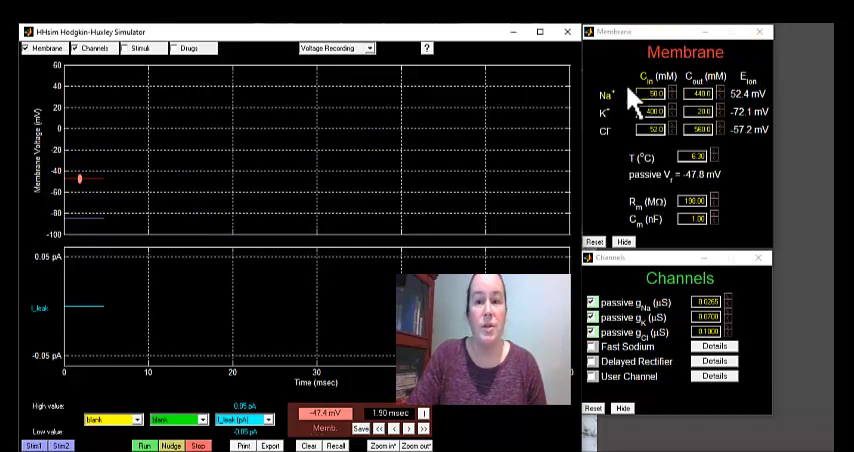 HHsim Hodgkin-Huxley Simulator
Membrane Channels Stimuli Drugs Voltage Recording ?
60
40
20
0
-20
-40
-60
-80
-100
Membrane Voltage (mV)
0.05 pA
I_leak
-0.05 pA
0 10 20 30
Time (msec)
High value: 0.05 pA
blank blank I_leak (pA)
Low value: -0.05 pA
Stim1 Stim2 Run Nudge Stop Print Export
-47.4 mV 1.90 msec
Memb. Save << < > >>
Clear Recall Zoom in* Zoom out*
Membrane
Membrane
Cin (mM) Cout (mM) EIon
Na+ 50.0 440.0 52.4 mV
K+ 400.0 20.0 -72.1 mV
Cl- 52.0 560.0 -57.2 mV
T (°C) 6.30
passive Vr = -47.8 mV
Rm (MΩ) 190.00
Cm (nF) 1.00
Reset Hide
Channels
Channels
passive gNa (μS) 0.0265
passive gK (μS) 0.0700
passive gCl (μS) 0.1000
Fast Sodium Details
Delayed Rectifier Details
User Channel Details
Reset Hide